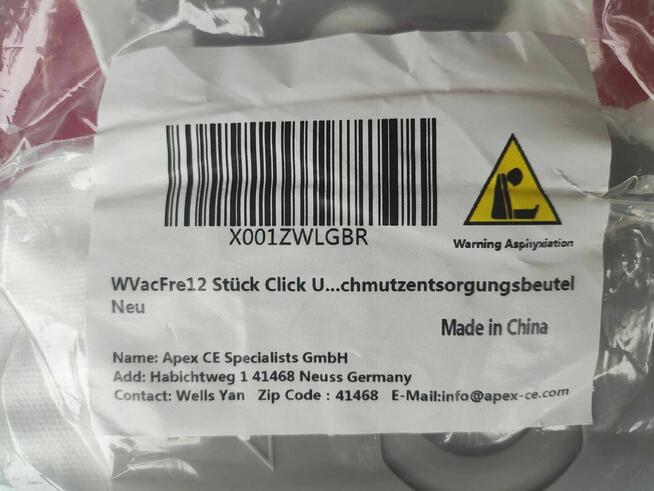 X001ZWLGBR
Warning Asphyxiation
WVacFre12 Stück Click U...chmutzentsorgungsbeutel
Neu
Made in China
Name: Apex CE Specialists GmbH
Add: Habichtweg 1 41468 Neuss Germany
Contact: Wells Yan Zip Code : 41468 E-Mail:info@apex-ce.com